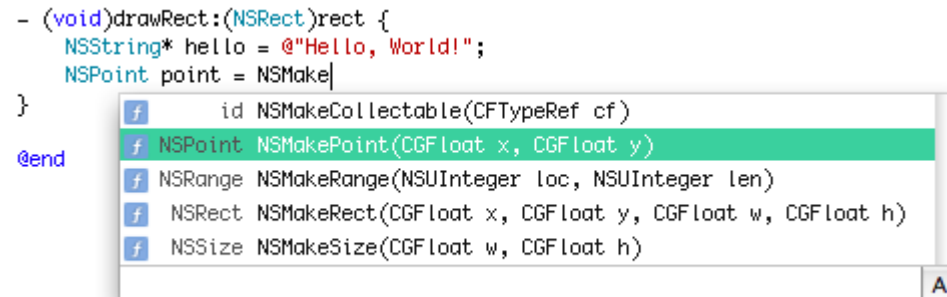 - (void)drawRect:(NSRect)rect {
NSString* hello = @"Hello, World!";
NSPoint point = NSMake
}
f id NSMakeCollectable(CFTypeRef cf)
@end
f NSPoint NSMakePoint(CGFloat x, CGFloat y)
f NSRange NSMakeRange(NSUInteger loc, NSUInteger len)
f NSRect NSMakeRect(CGFloat x, CGFloat y, CGFloat w, CGFloat h)
f NSSize NSMakeSize(CGFloat w, CGFloat h)
A